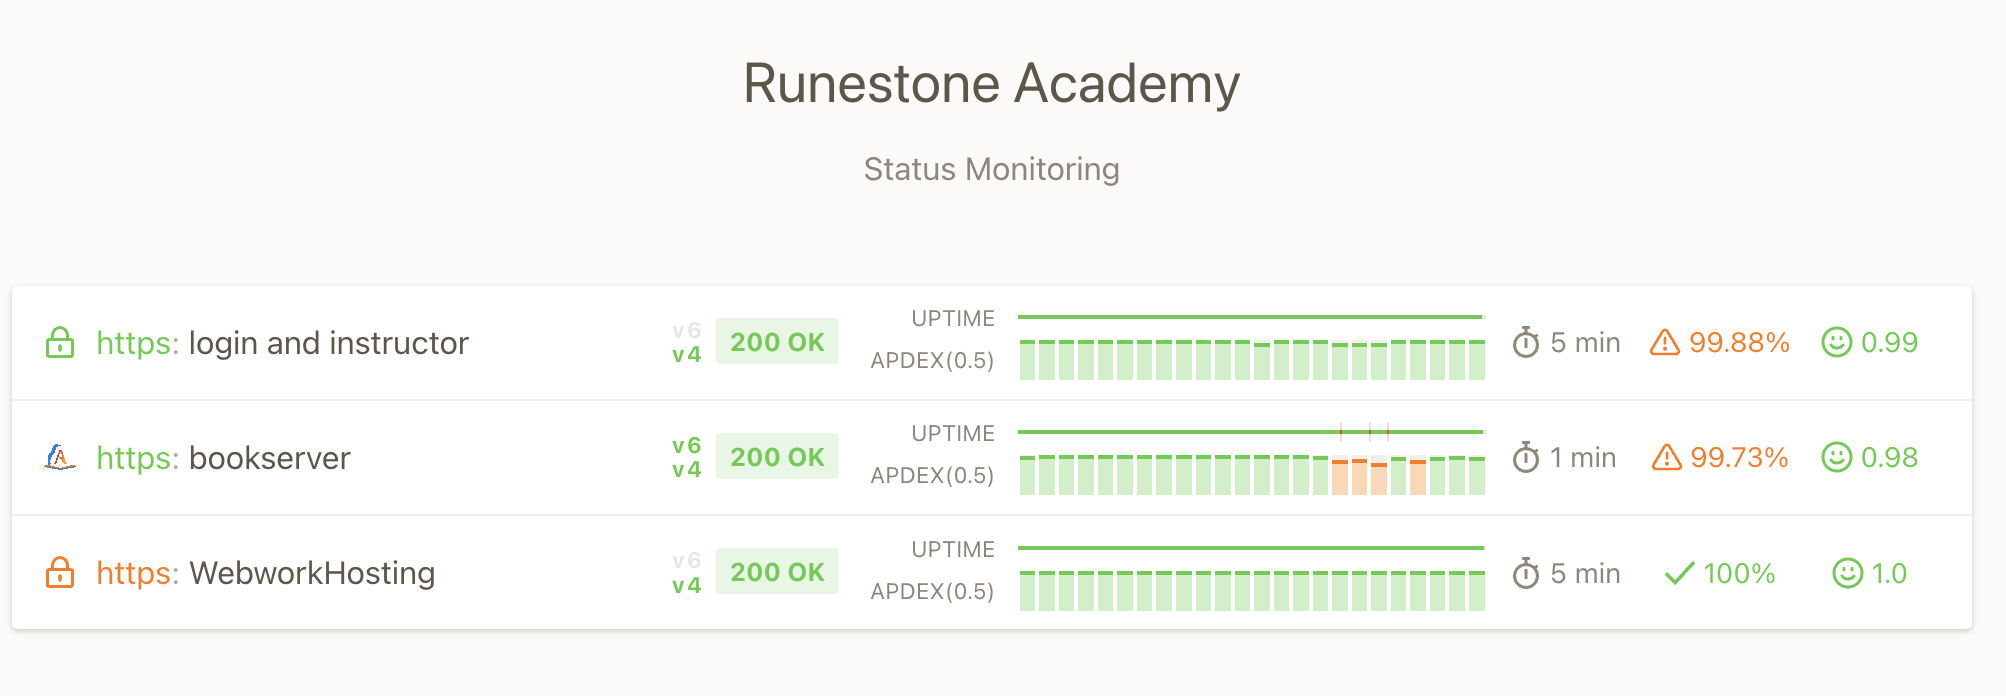 Runestone Academy
Status Monitoring
https: login and instructor v6 v4 200 OK UPTIME APDEX(0.5) 5 min 99.88% 0.99
https: bookserver v6 v4 200 OK UPTIME APDEX(0.5) 1 min 99.73% 0.98
https: WebworkHosting v6 v4 200 OK UPTIME APDEX(0.5) 5 min 100% 1.0